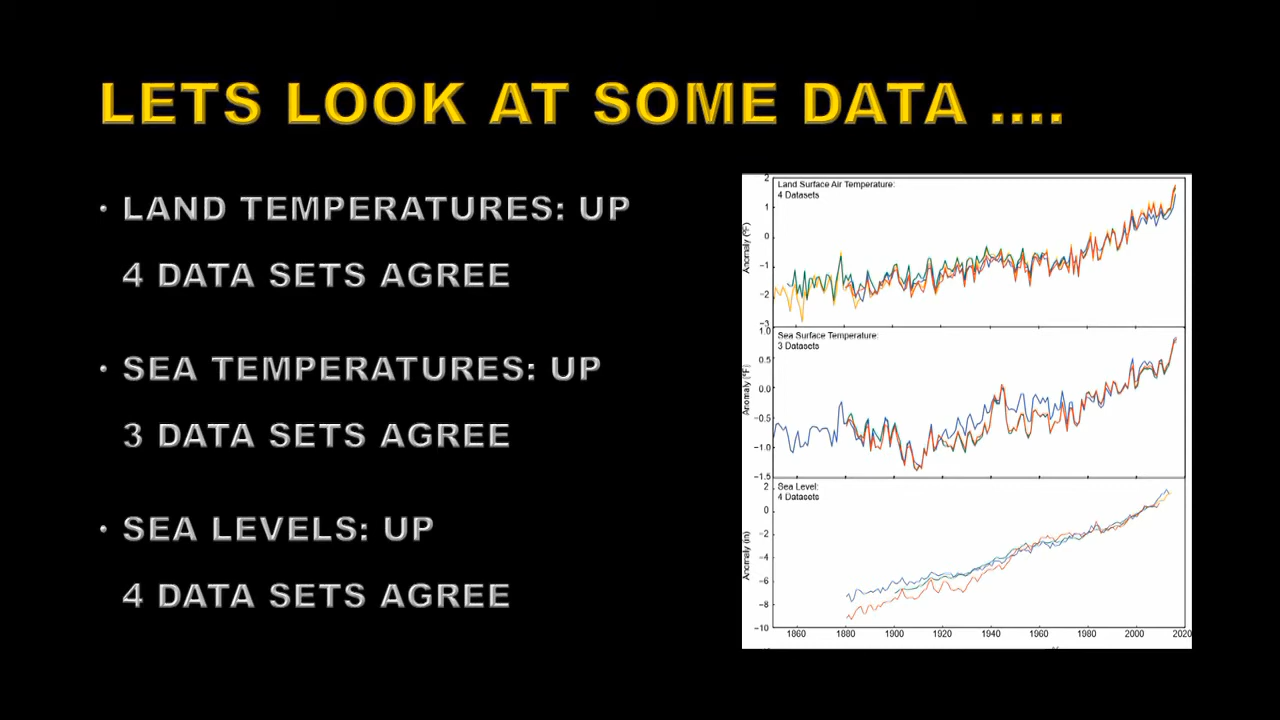 LETS LOOK AT SOME DATA ....
• LAND TEMPERATURES: UP
4 DATA SETS AGREE
• SEA TEMPERATURES: UP
3 DATA SETS AGREE
• SEA LEVELS: UP
4 DATA SETS AGREE
Land Surface Air Temperature:
4 Datasets
Anomaly (°F)
2
1
0
−1
−2
−3
Sea Surface Temperature:
3 Datasets
Anomaly (°F)
1.0
0.5
0.0
−0.5
−1.0
−1.5
Sea Level:
4 Datasets
Anomaly (in)
2
0
−2
−4
−6
−8
−10
1860 1880 1900 1920 1940 1960 1980 2000 2020